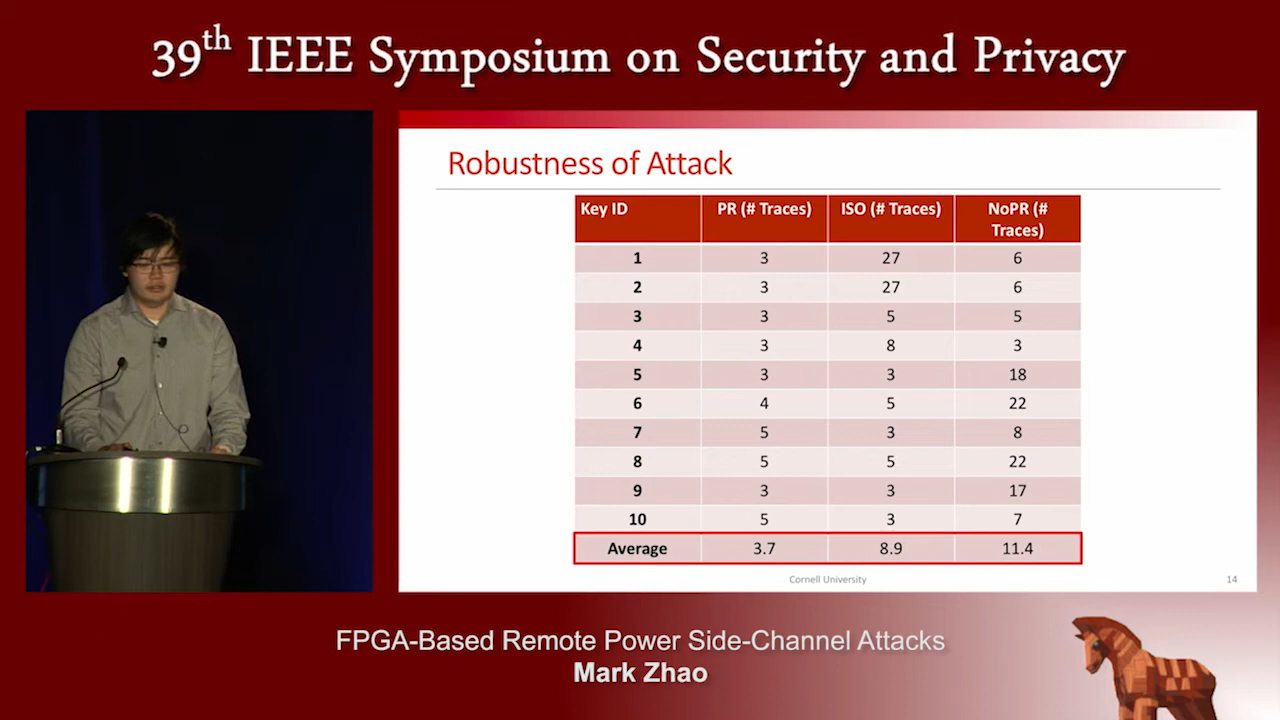 39th IEEE Symposium on Security and Privacy
Robustness of Attack
Key ID PR (# Traces) ISO (# Traces) NoPR (#
Traces)
1 3 27 6
2 3 27 6
3 3 5 5
4 3 8 3
5 3 3 18
6 4 5 22
7 5 3 8
8 5 5 22
9 3 3 17
10 5 3 7
Average 3.7 8.9 11.4
Cornell University 14
FPGA-Based Remote Power Side-Channel Attacks
Mark Zhao